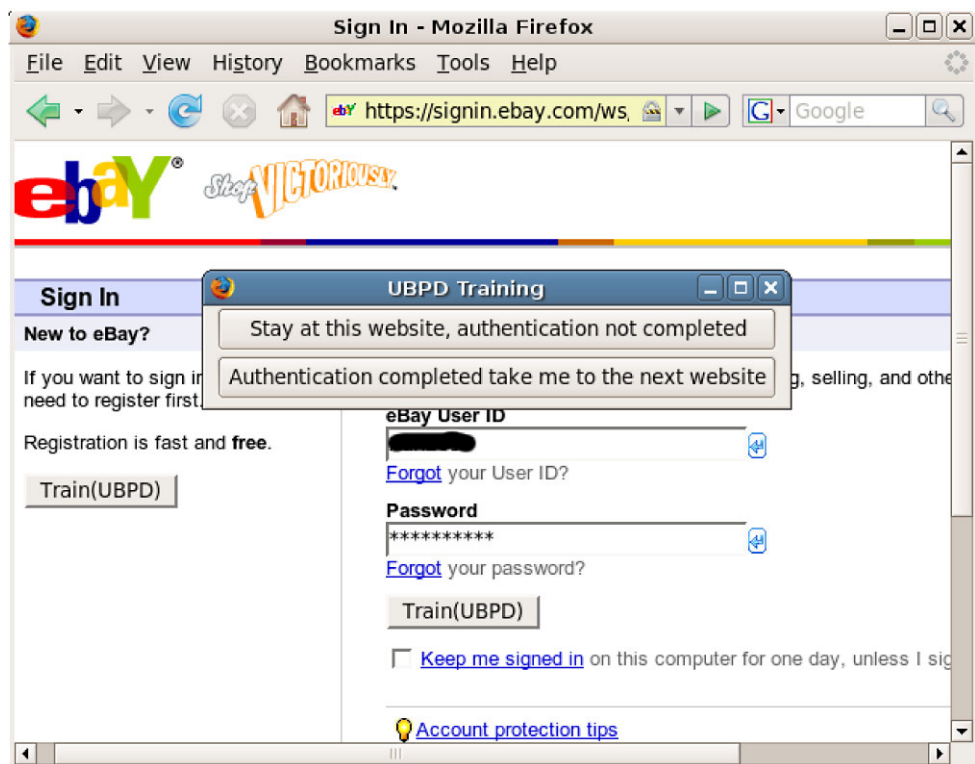 Sign In - Mozilla Firefox
File Edit View History Bookmarks Tools Help
ebY https://signin.ebay.com/ws, G Google
ebaY® Shop VICTORIOUSLY.
UBPD Training
Sign In
Stay at this website, authentication not completed
New to eBay?
Authentication completed take me to the next website
If you want to sign in
g, selling, and othe
need to register first.
eBay User ID
Registration is fast and free.
Forgot your User ID?
Train(UBPD)
Password
**********
Forgot your password?
Train(UBPD)
Keep me signed in on this computer for one day, unless I sig
Account protection tips